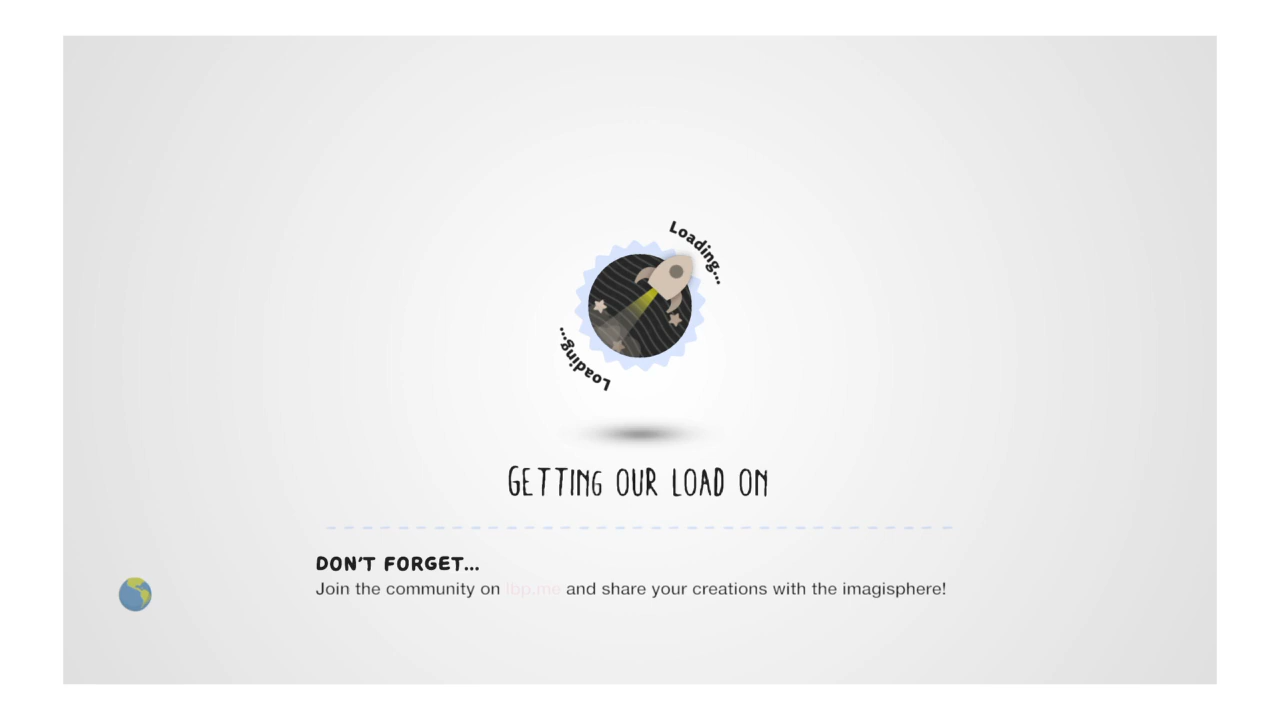 Loading...
Loading...
GETTING OUR LOAD ON
DON'T FORGET...
Join the community on lbp.me and share your creations with the imagisphere!